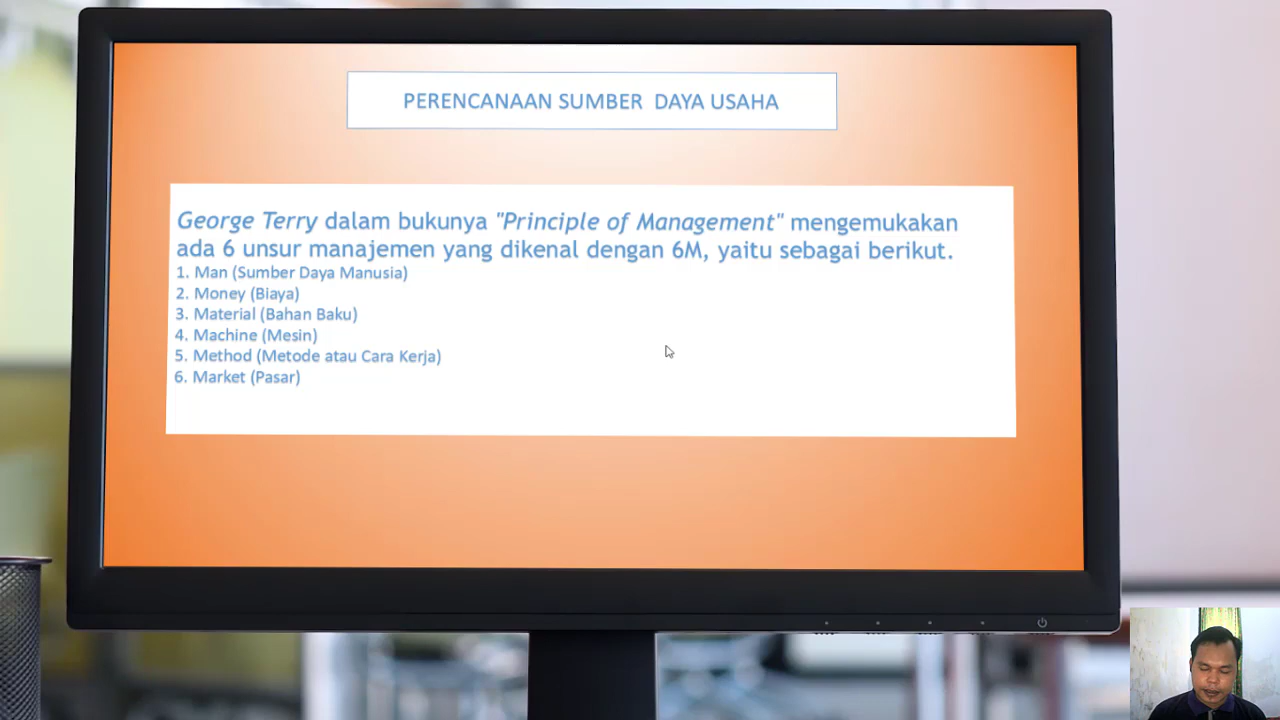 PERENCANAAN SUMBER DAYA USAHA
George Terry dalam bukunya "Principle of Management" mengemukakan
ada 6 unsur manajemen yang dikenal dengan 6M, yaitu sebagai berikut.
1. Man (Sumber Daya Manusia)
2. Money (Biaya)
3. Material (Bahan Baku)
4. Machine (Mesin)
5. Method (Metode atau Cara Kerja)
6. Market (Pasar)